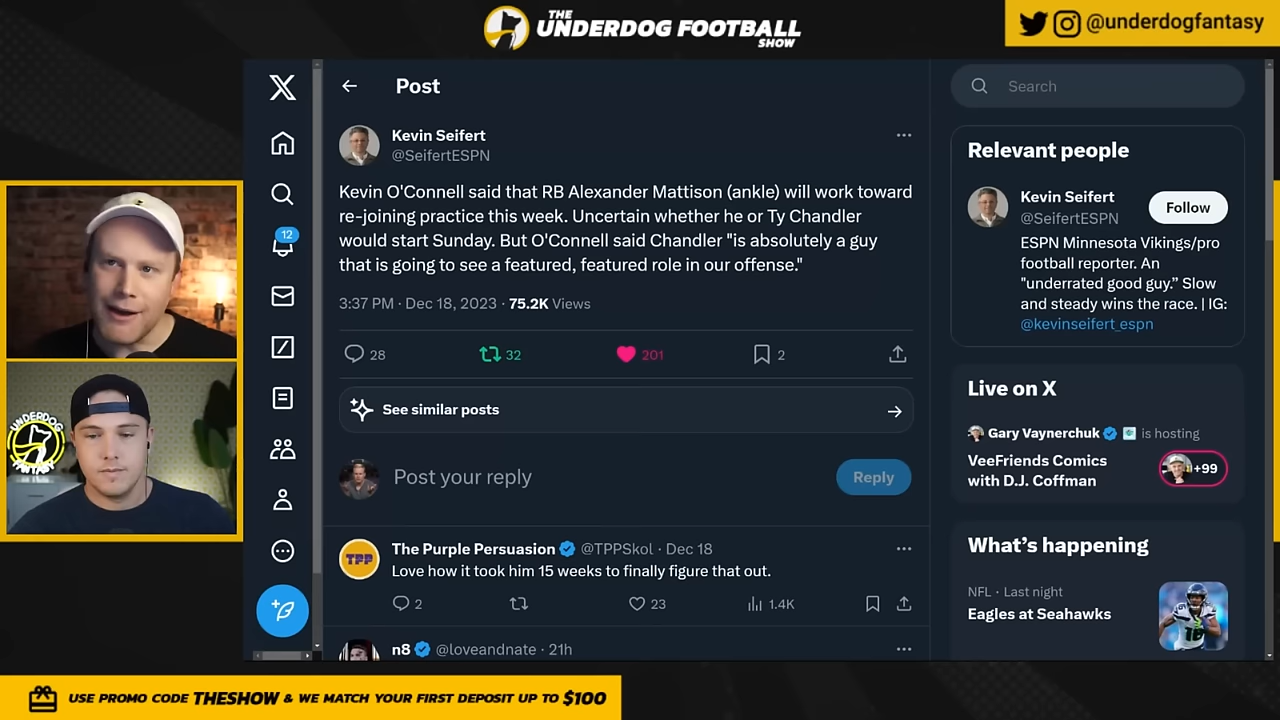 THE
UNDERDOG FOOTBALL
SHOW
@underdogfantasy
Post
Search
Kevin Seifert
@SeifertESPN
Kevin O'Connell said that RB Alexander Mattison (ankle) will work toward
re-joining practice this week. Uncertain whether he or Ty Chandler
would start Sunday. But O'Connell said Chandler "is absolutely a guy
that is going to see a featured, featured role in our offense."
3:37 PM · Dec 18, 2023 · 75.2K Views
28
32
201
2
See similar posts
Post your reply
Reply
The Purple Persuasion @TPPSkol · Dec 18
TPP
Love how it took him 15 weeks to finally figure that out.
2
23
1.4K
n8 @loveandnate · 21h
12
Relevant people
Kevin Seifert
@SeifertESPN
Follow
ESPN Minnesota Vikings/pro
football reporter. An
"underrated good guy.” Slow
and steady wins the race. | IG:
@kevinseifert_espn
Live on X
Gary Vaynerchuk is hosting
VeeFriends Comics
with D.J. Coffman
+99
What’s happening
NFL · Last night
Eagles at Seahawks
UNDERDOG
FANTASY
USE PROMO CODE THESHOW & WE MATCH YOUR FIRST DEPOSIT UP TO $100